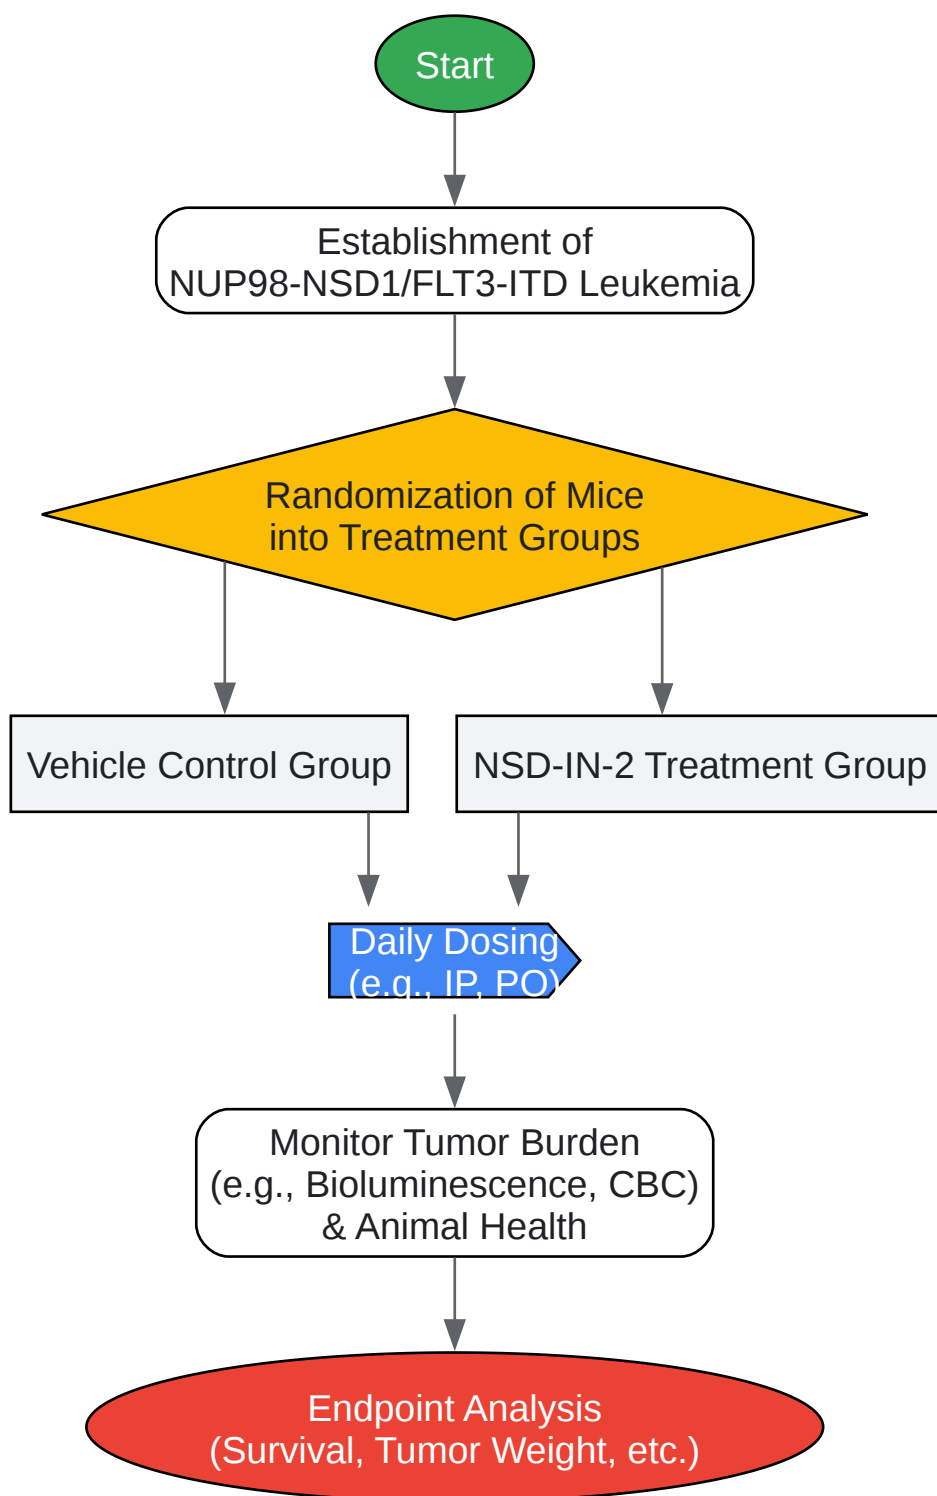 Start
Establishment of
NUP98-NSD1/FLT3-ITD Leukemia
Randomization of Mice
into Treatment Groups
Vehicle Control Group
NSD-IN-2 Treatment Group
Daily Dosing
(e.g., IP, PO)
Monitor Tumor Burden
(e.g., Bioluminescence, CBC)
& Animal Health
Endpoint Analysis
(Survival, Tumor Weight, etc.)